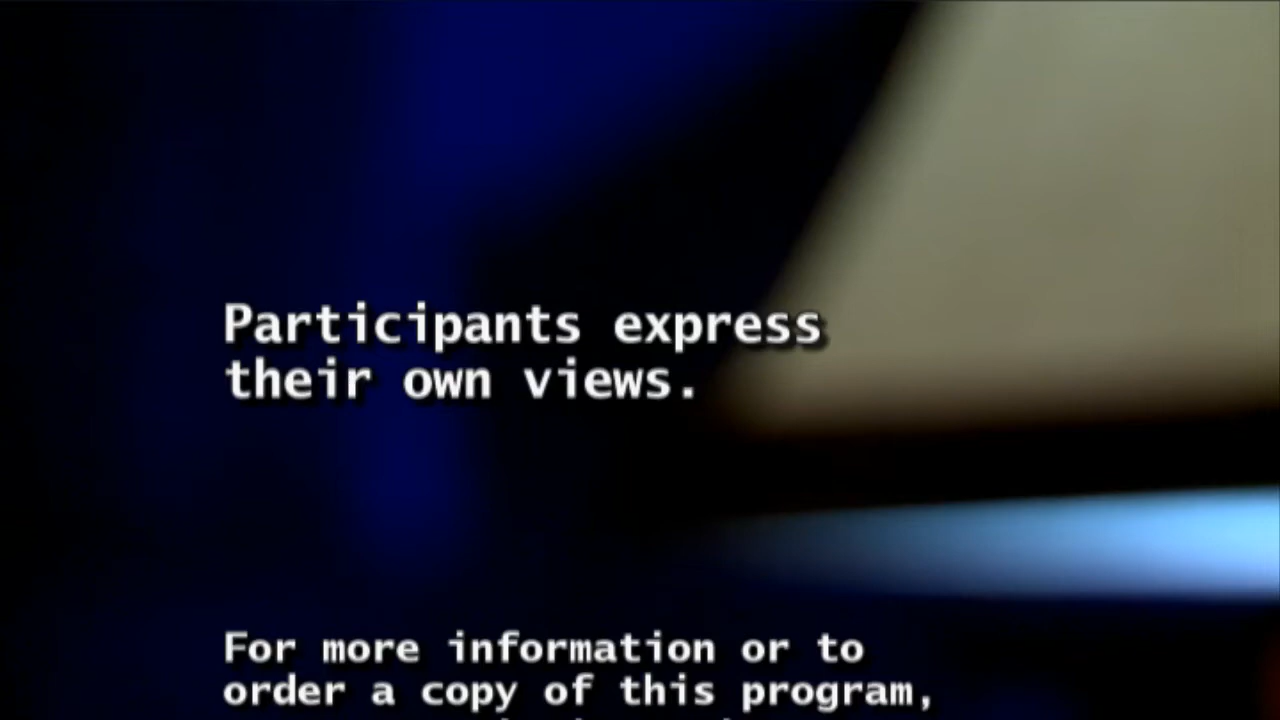 Participants express
their own views.
For more information or to
order a copy of this program,